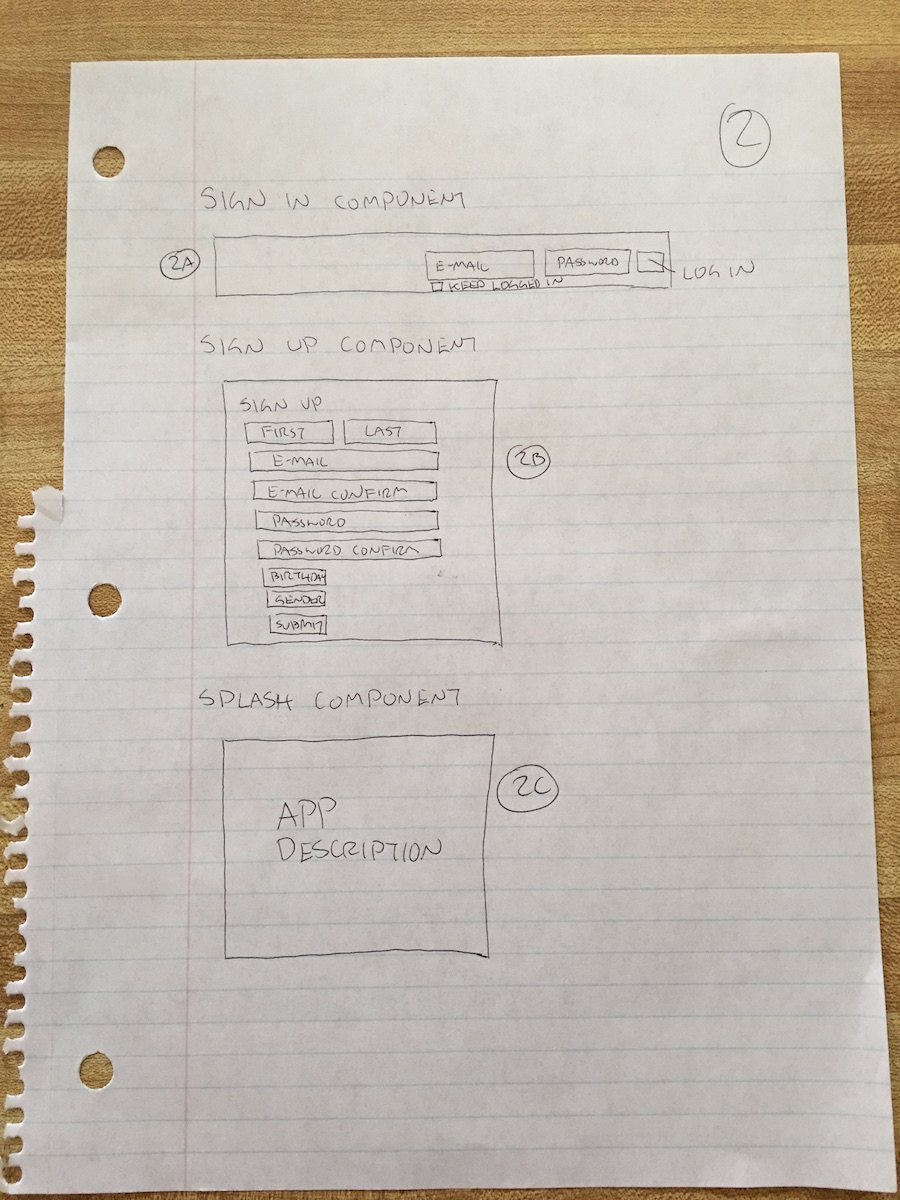 2
SIGN IN COMPONENT
2A
E-MAIL PASSWORD
LOG IN
KEEP LOGGED IN
SIGN UP COMPONENT
SIGN UP
FIRST LAST
2B
E-MAIL
E-MAIL CONFIRM
PASSWORD
PASSWORD CONFIRM
BIRTHDAY
GENDER
SUBMIT
SPLASH COMPONENT
2C
APP
DESCRIPTION